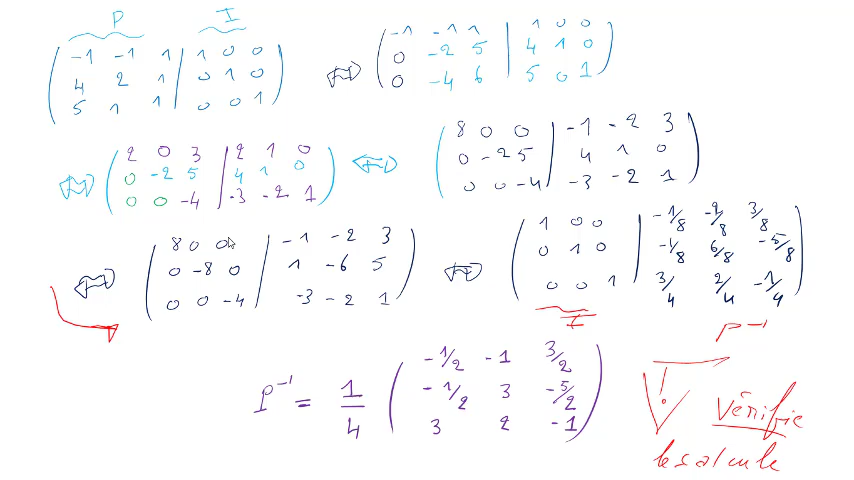 P I
( -1 -1 1 | 1 0 0 ) ⇔ ( -1 -1 1 | 1 0 0 )
( 4 2 1 | 0 1 0 ) ( 0 -2 5 | 4 1 0 )
( 5 1 1 | 0 0 1 ) ( 0 -4 6 | 5 0 1 )
⇔ ( 2 0 3 | 2 1 0 ) ⇔ ( 8 0 0 | -1 -2 3 )
( 0 -2 5 | 4 1 0 ) ( 0 -2 5 | 4 1 0 )
( 0 0 -4 | -3 -2 1 ) ( 0 0 -4 | -3 -2 1 )
⇔ ( 8 0 0 | -1 -2 3 ) ⇔ ( 1 0 0 | -1/8 -2/8 3/8 )
( 0 -8 0 | 1 -6 5 ) ( 0 1 0 | -1/8 6/8 -5/8 )
( 0 0 -4 | -3 -2 1 ) ( 0 0 1 | 3/4 2/4 -1/4 )
I P⁻¹
P⁻¹ = 1/4 ( -1/2 -1 3/2 )
( -1/2 3 -5/2 )
( 3 2 -1 )
! Vérifie
les calcule